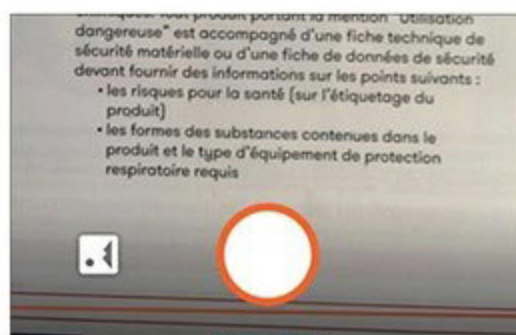 chimiques. Tout produit portant la mention "Utilisation
dangereuse" est accompagné d'une fiche technique de
sécurité matérielle ou d'une fiche de données de sécurité
devant fournir des informations sur les points suivants :
• les risques pour la santé (sur l'étiquetage du
produit)
• les formes des substances contenues dans le
produit et le type d'équipement de protection
respiratoire requis